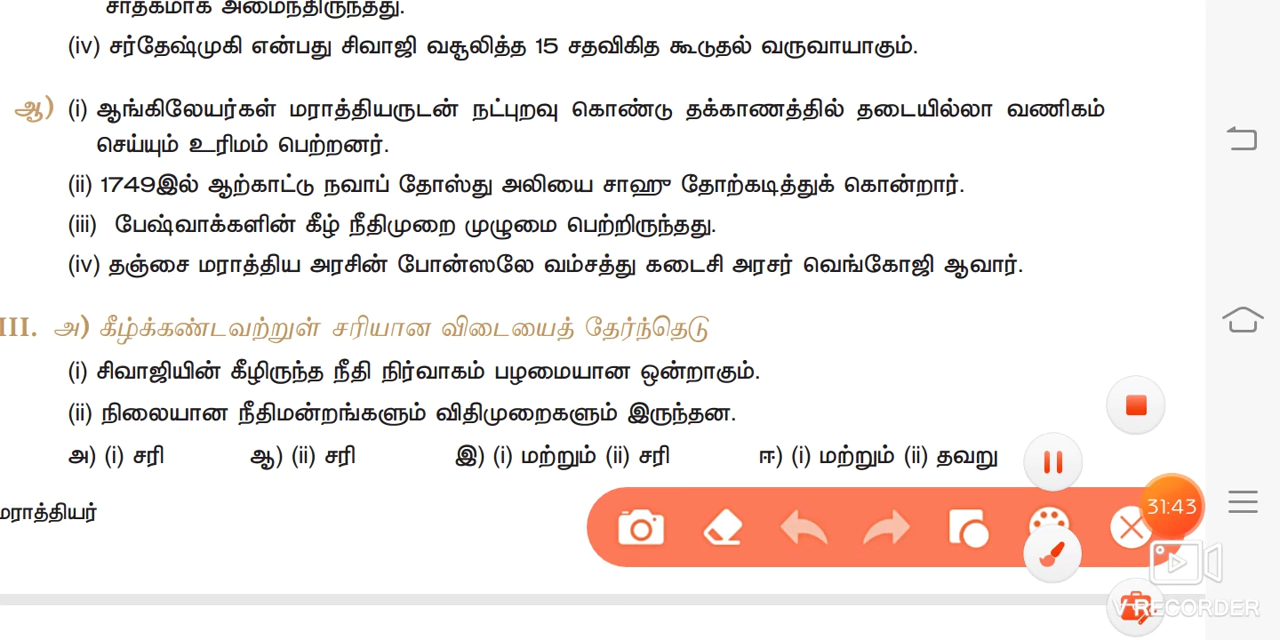 சாதகமாக அமைந்திருந்தது.
(iv) சர்தேஷ்முகி என்பது சிவாஜி வசூலித்த 15 சதவிகித கூடுதல் வருவாயாகும்.
ஆ) (i) ஆங்கிலேயர்கள் மராத்தியருடன் நட்புறவு கொண்டு தக்காணத்தில் தடையில்லா வணிகம்
செய்யும் உரிமம் பெற்றனர்.
(ii) 1749இல் ஆற்காட்டு நவாப் தோஸ்து அலியை சாஹு தோற்கடித்துக் கொன்றார்.
(iii) பேஷ்வாக்களின் கீழ் நீதிமுறை முழுமை பெற்றிருந்தது.
(iv) தஞ்சை மராத்திய அரசின் போன்ஸலே வம்சத்து கடைசி அரசர் வெங்கோஜி ஆவார்.
III. அ) கீழ்க்கண்டவற்றுள் சரியான விடையைத் தேர்ந்தெடு
(i) சிவாஜியின் கீழிருந்த நீதி நிர்வாகம் பழமையான ஒன்றாகும்.
(ii) நிலையான நீதிமன்றங்களும் விதிமுறைகளும் இருந்தன.
அ) (i) சரி ஆ) (ii) சரி இ) (i) மற்றும் (ii) சரி ஈ) (i) மற்றும் (ii) தவறு
மராத்தியர்
31:43
V RECORDER